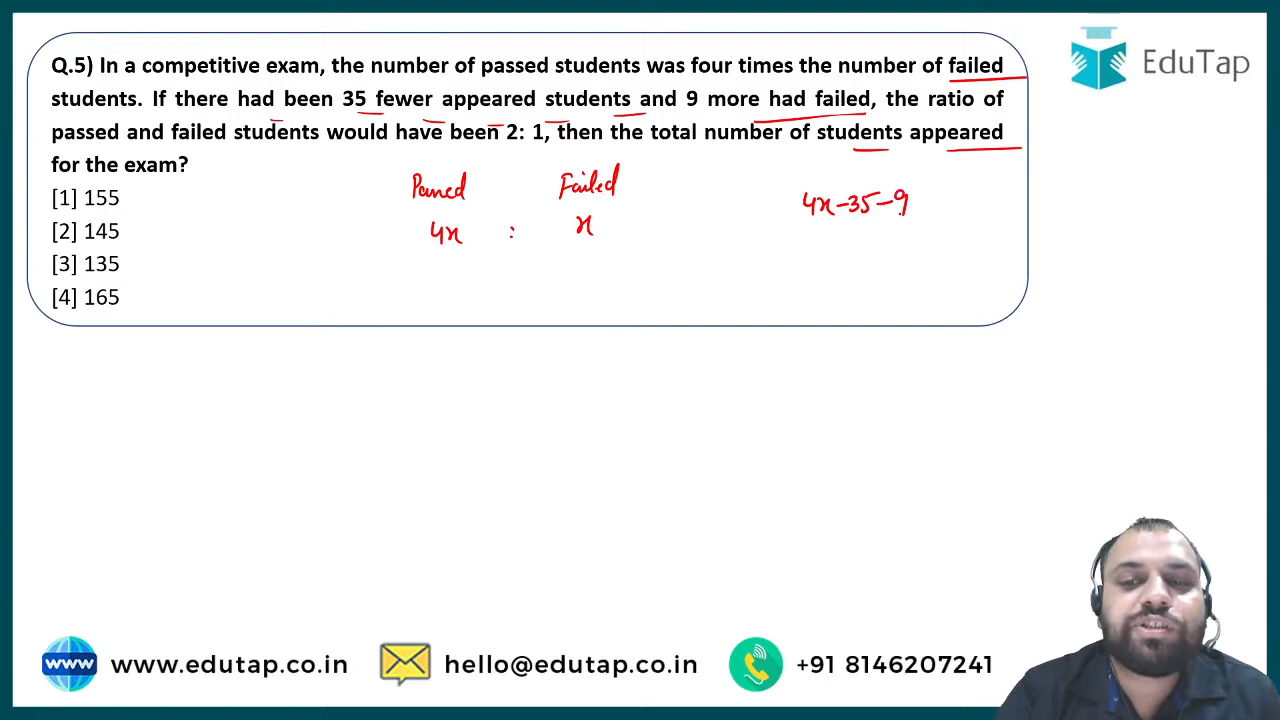 Q.5) In a competitive exam, the number of passed students was four times the number of failed
students. If there had been 35 fewer appeared students and 9 more had failed, the ratio of
passed and failed students would have been 2: 1, then the total number of students appeared
for the exam?
[1] 155
[2] 145
[3] 135
[4] 165
Passed Failed
4x : x
4x-35-9
EduTap
www www.edutap.co.in
hello@edutap.co.in
+91 8146207241